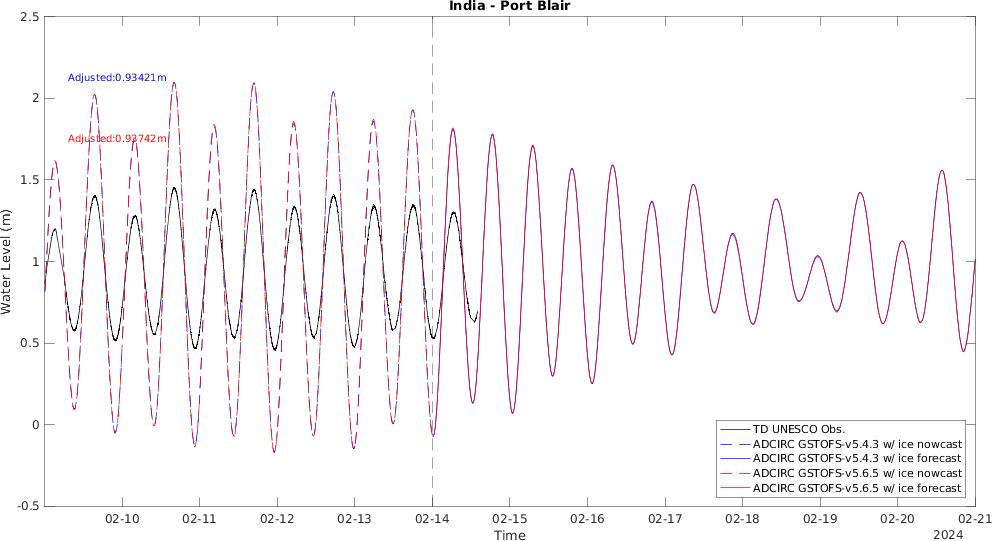 India - Port Blair
2.5
2
1.5
1
0.5
0
-0.5
Water Level (m)
Adjusted:0.93421m
Adjusted:0.93742m
TD UNESCO Obs.
ADCIRC GSTOFS-v5.4.3 w/ ice nowcast
ADCIRC GSTOFS-v5.4.3 w/ ice forecast
ADCIRC GSTOFS-v5.6.5 w/ ice nowcast
ADCIRC GSTOFS-v5.6.5 w/ ice forecast
02-10 02-11 02-12 02-13 02-14 02-15 02-16 02-17 02-18 02-19 02-20 02-21
Time
2024